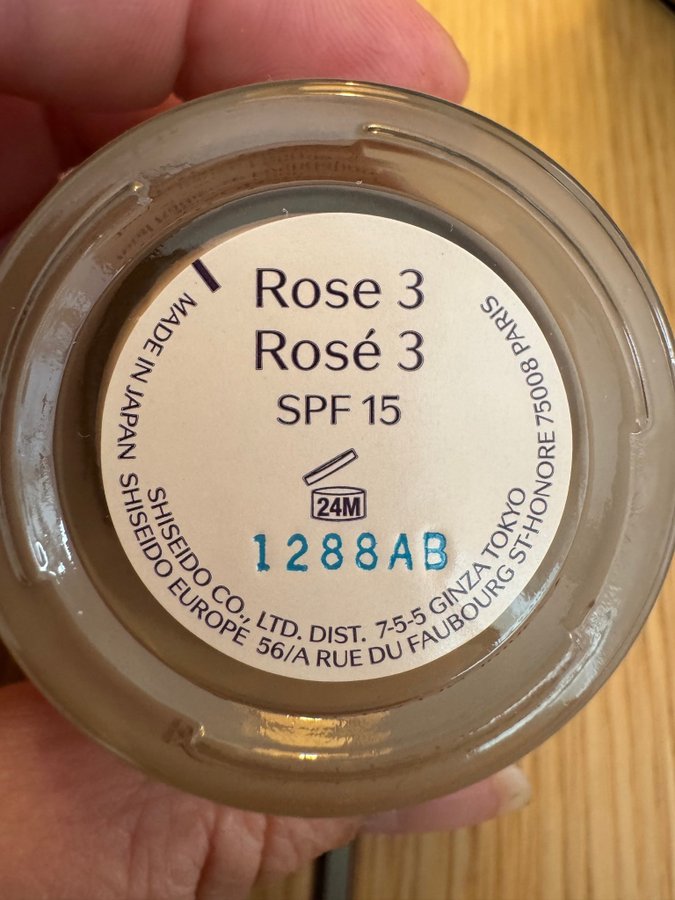 Rose 3
Rosé 3
SPF 15
24M
1288AB
MADE IN JAPAN SHISEIDO EUROPE 56/A RUE DU FAUBOURG ST-HONORE 75008 PARIS
SHISEIDO CO., LTD. DIST. 7-5-5 GINZA TOKYO